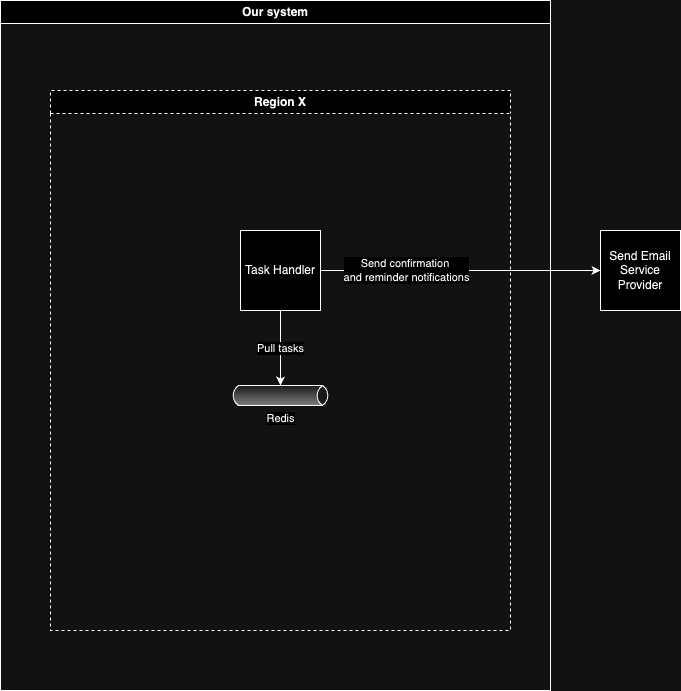 Our system
Region X
Task Handler
Send confirmation
and reminder notifications
Send Email
Service
Provider
Pull tasks
Redis